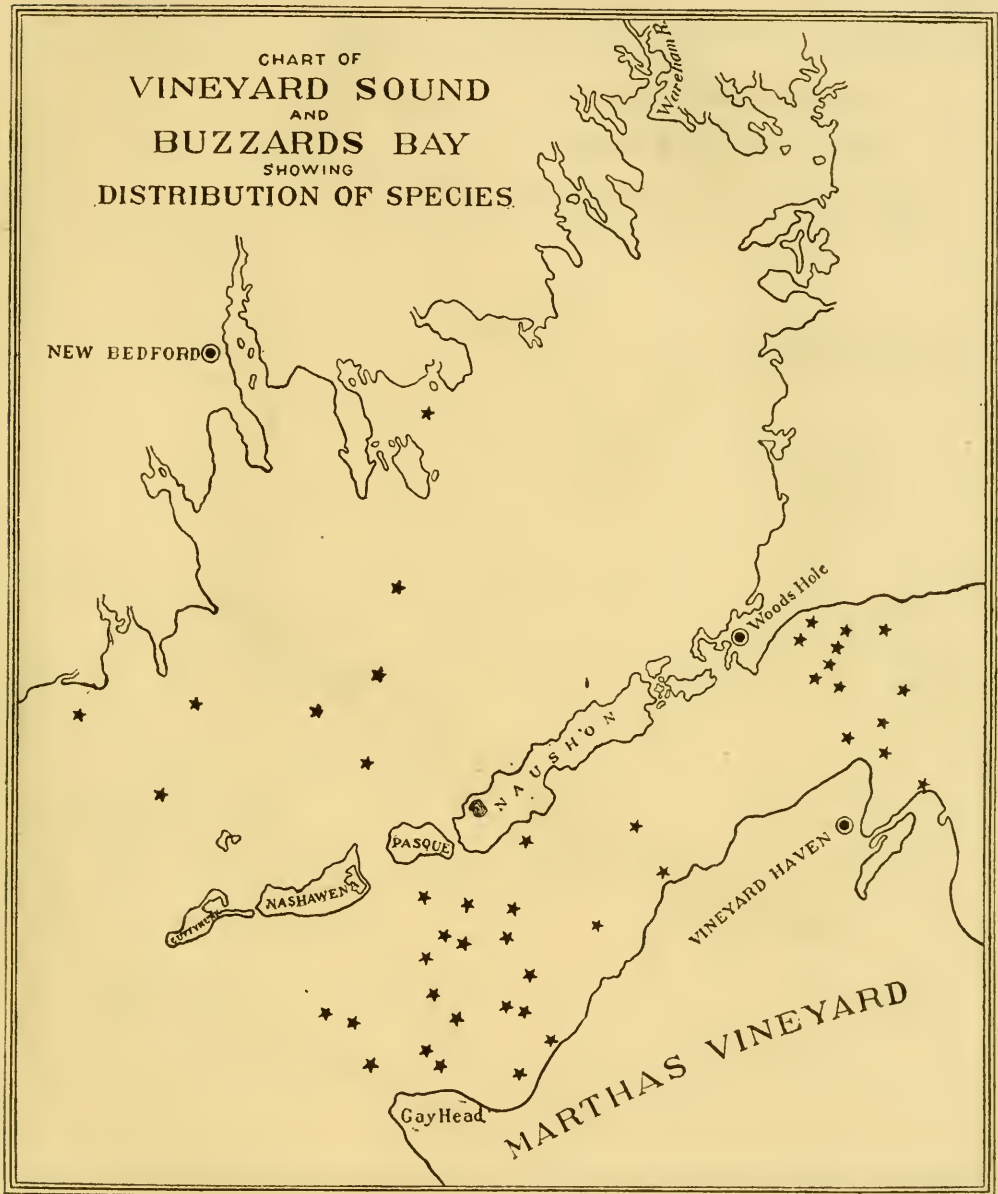 CHART OF
VINEYARD SOUND
AND
BUZZARDS BAY
SHOWING
DISTRIBUTION OF SPECIES
Wareham R.
NEW BEDFORD
Woods Hole
NAUSHON
PASQUE
NASHAWENA
CUTTYHUNK
VINEYARD HAVEN
MARTHAS VINEYARD
Gay Head